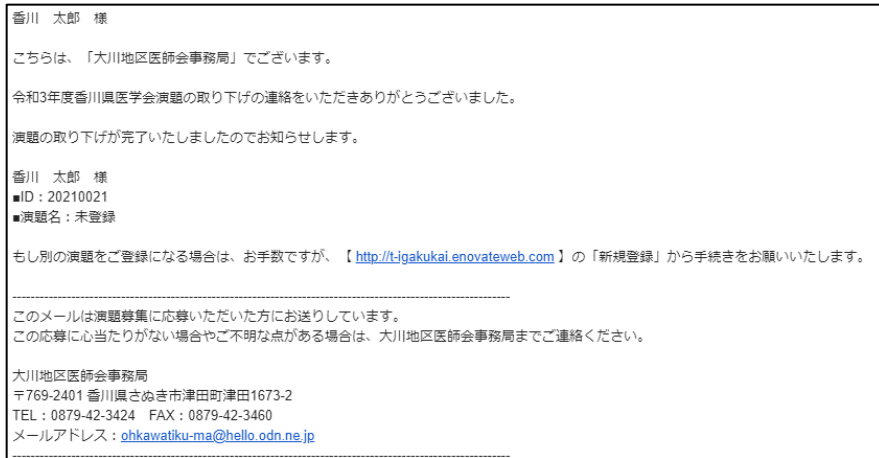 香川　太郎　様
こちらは、「大川地区医師会事務局」でございます。
令和3年度香川県医学会演題の取り下げの連絡をいただきありがとうございました。
演題の取り下げが完了いたしましたのでお知らせします。
香川　太郎　様
■ID：20210021
■演題名：未登録
もし別の演題をご登録になる場合は、お手数ですが、【 http://t-igakukai.enovateweb.com 】の「新規登録」から手続きをお願いいたします。
このメールは演題募集に応募いただいた方にお送りしています。
この応募に心当たりがない場合やご不明な点がある場合は、大川地区医師会事務局までご連絡ください。
大川地区医師会事務局
〒769-2401 香川県さぬき市津田町津田1673-2
TEL：0879-42-3424　FAX：0879-42-3460
メールアドレス：ohkawatiku-ma@hello.odn.ne.jp